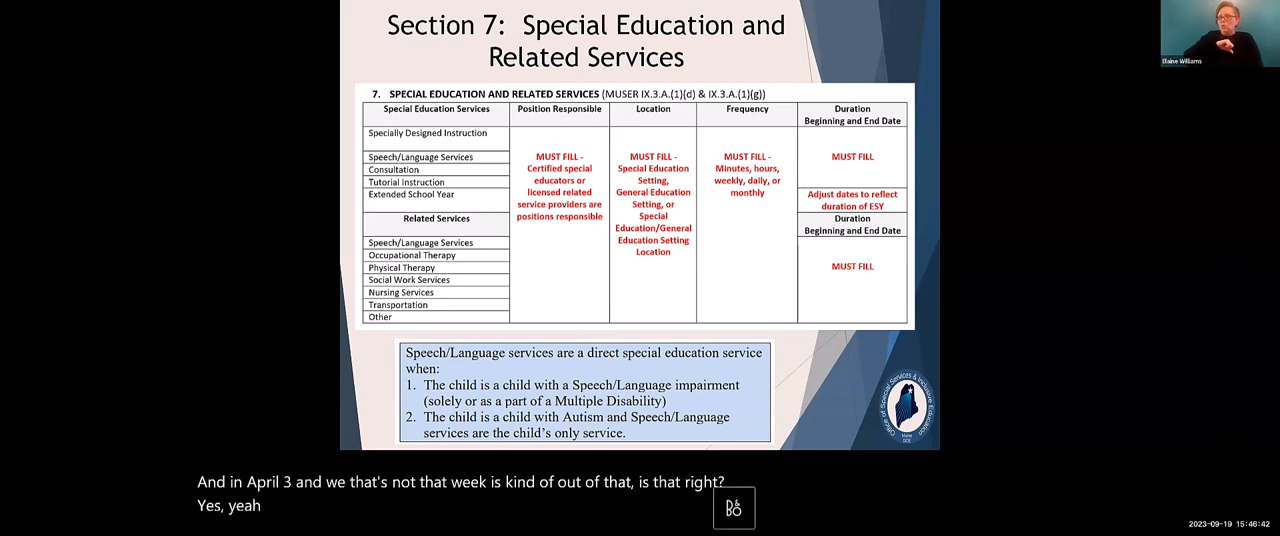 Section 7: Special Education and
Related Services
7. SPECIAL EDUCATION AND RELATED SERVICES (MUSER IX.3.A.(1)(d) & IX.3.A.(1)(g))
Special Education Services
Position Responsible
Location
Frequency
Duration
Beginning and End Date
Specially Designed Instruction
Speech/Language Services
Consultation
Tutorial Instruction
Extended School Year
MUST FILL -
Certified special
educators or
licensed related
service providers are
positions responsible
MUST FILL -
Special Education
Setting,
General Education
Setting, or
Special
Education/General
Education Setting
Location
MUST FILL -
Minutes, hours,
weekly, daily, or
monthly
MUST FILL
Adjust dates to reflect
duration of ESY
Related Services
Duration
Beginning and End Date
Speech/Language Services
Occupational Therapy
Physical Therapy
Social Work Services
Nursing Services
Transportation
Other
MUST FILL
Speech/Language services are a direct special education service
when:
1. The child is a child with a Speech/Language impairment
(solely or as a part of a Multiple Disability)
2. The child is a child with Autism and Speech/Language
services are the child's only service.
Office of Special Services & Inclusive Education
Maine
DOE
Elaine Williams
And in April 3 and we that's not that week is kind of out of that, is that right?
Yes, yeah
B&O
2023-09-19 15:46:42